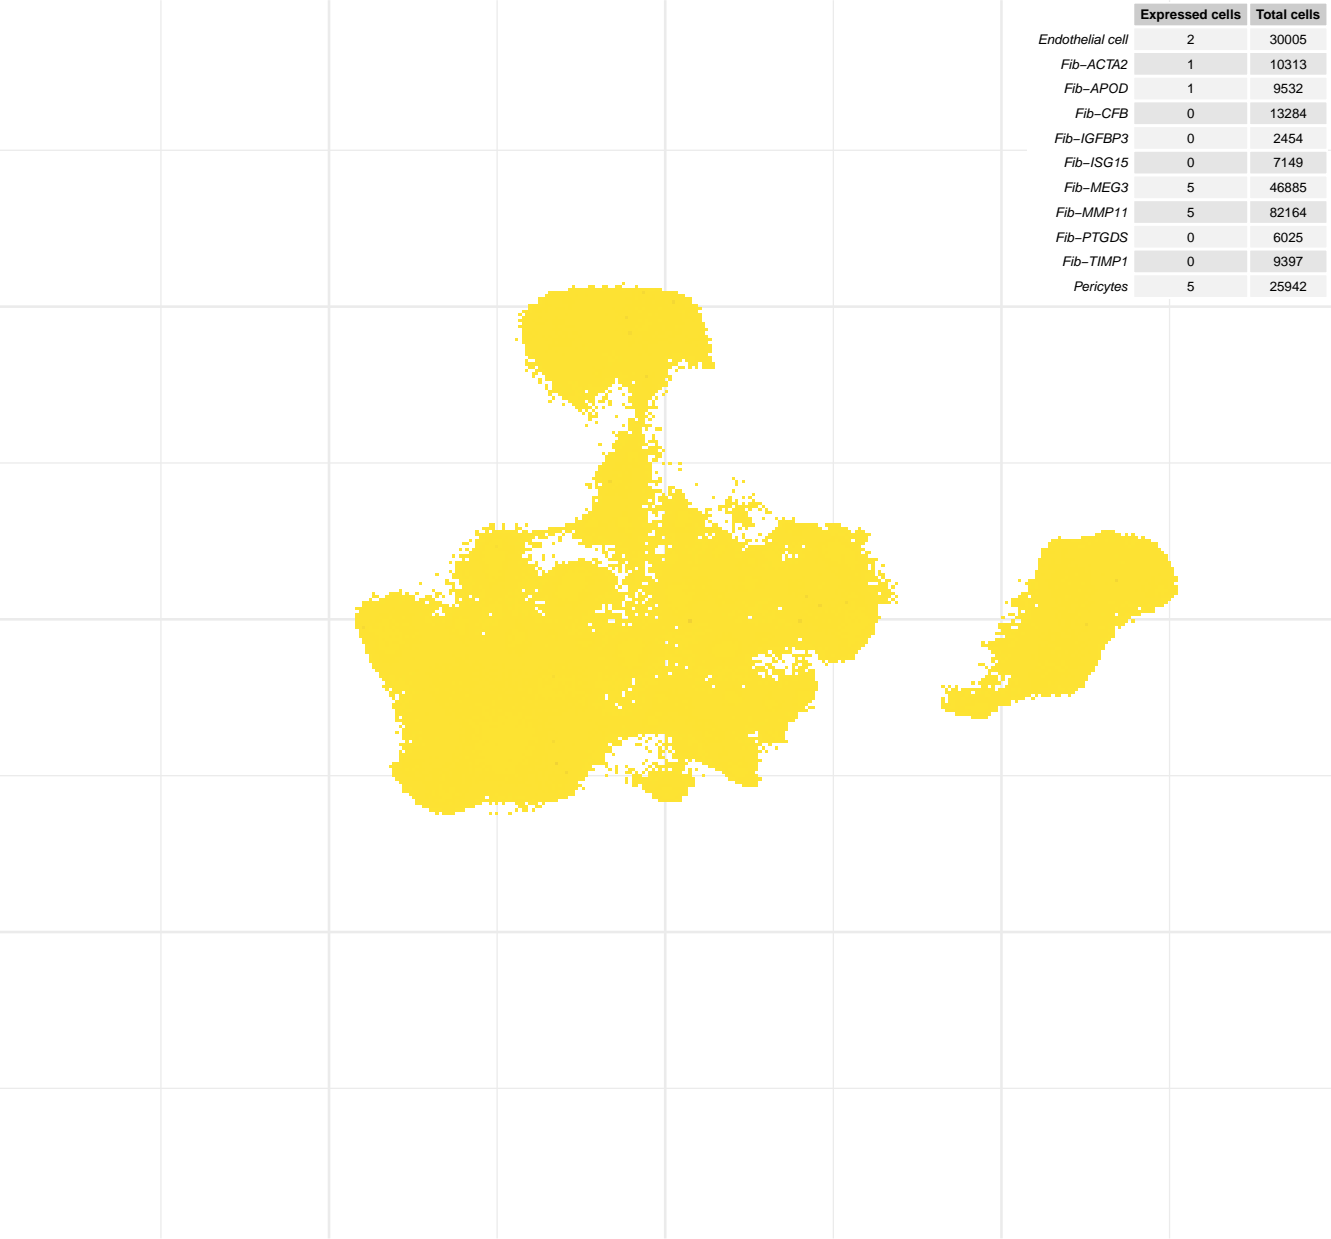 Expressed cells Total cells
Endothelial cell 2 30005
Fib−ACTA2 1 10313
Fib−APOD 1 9532
Fib−CFB 0 13284
Fib−IGFBP3 0 2454
Fib−ISG15 0 7149
Fib−MEG3 5 46885
Fib−MMP11 5 82164
Fib−PTGDS 0 6025
Fib−TIMP1 0 9397
Pericytes 5 25942